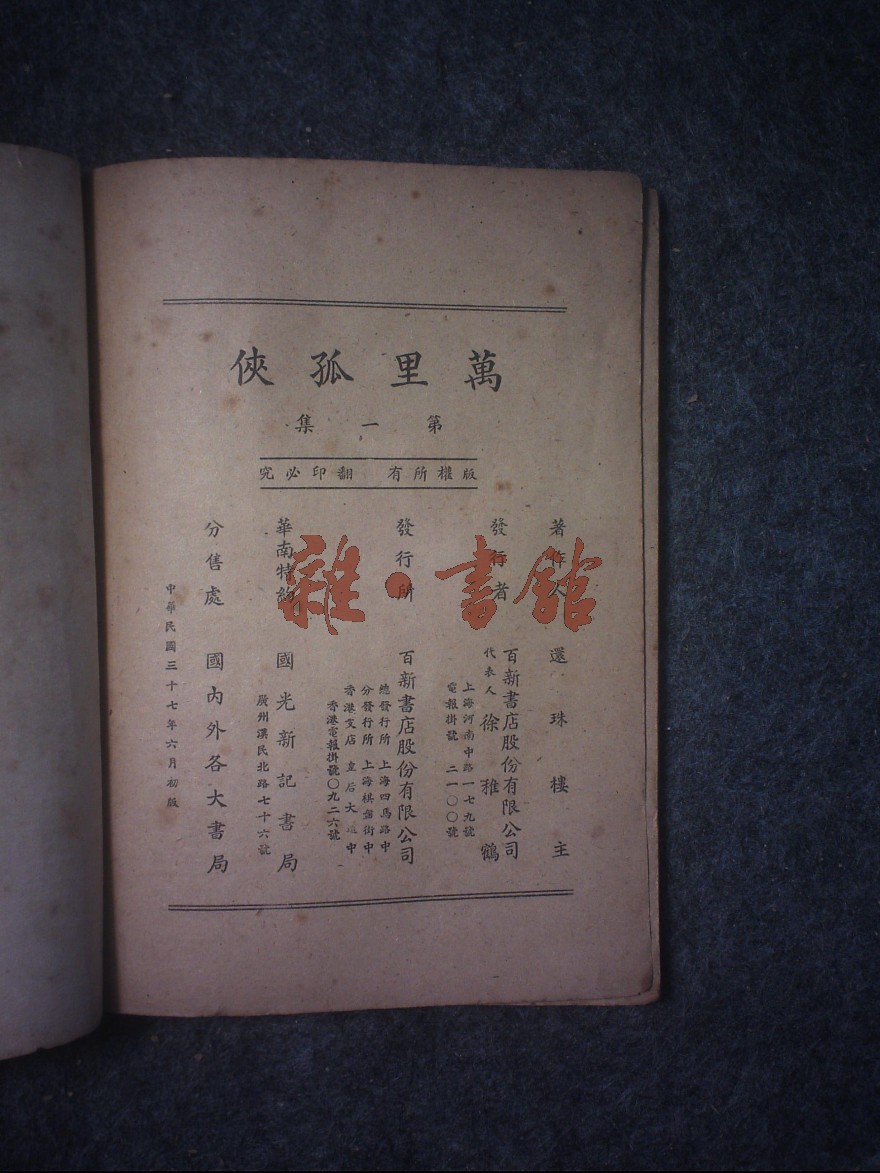 萬里孤俠
第一集
版權所有 翻印必究
著作人 還珠樓主
發行者 百新書店股份有限公司
代表人 徐稚鶴
上海河南中路一七九號
電報掛號 二一〇〇號
發行所 百新書店股份有限公司
總發行所 上海四馬路中
分發行所 上海棋盤街中
香港支店 皇后大道中
香港電報掛號〇九二六號
華南特約 國光新記書局
廣州漢民北路七十六號
分售處 國內外各大書局
中華民國三十七年六月初版
雜·書館